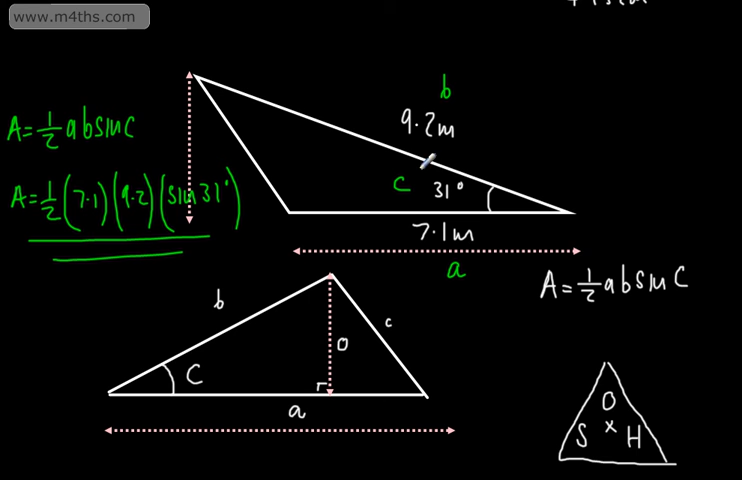 www.m4ths.com
b
9.2m
A=½absinC
c
31°
A=½(7.1)(9.2)(sin31°)
7.1m
a
A=½absinC
b
c
O
C
a
O
S × H